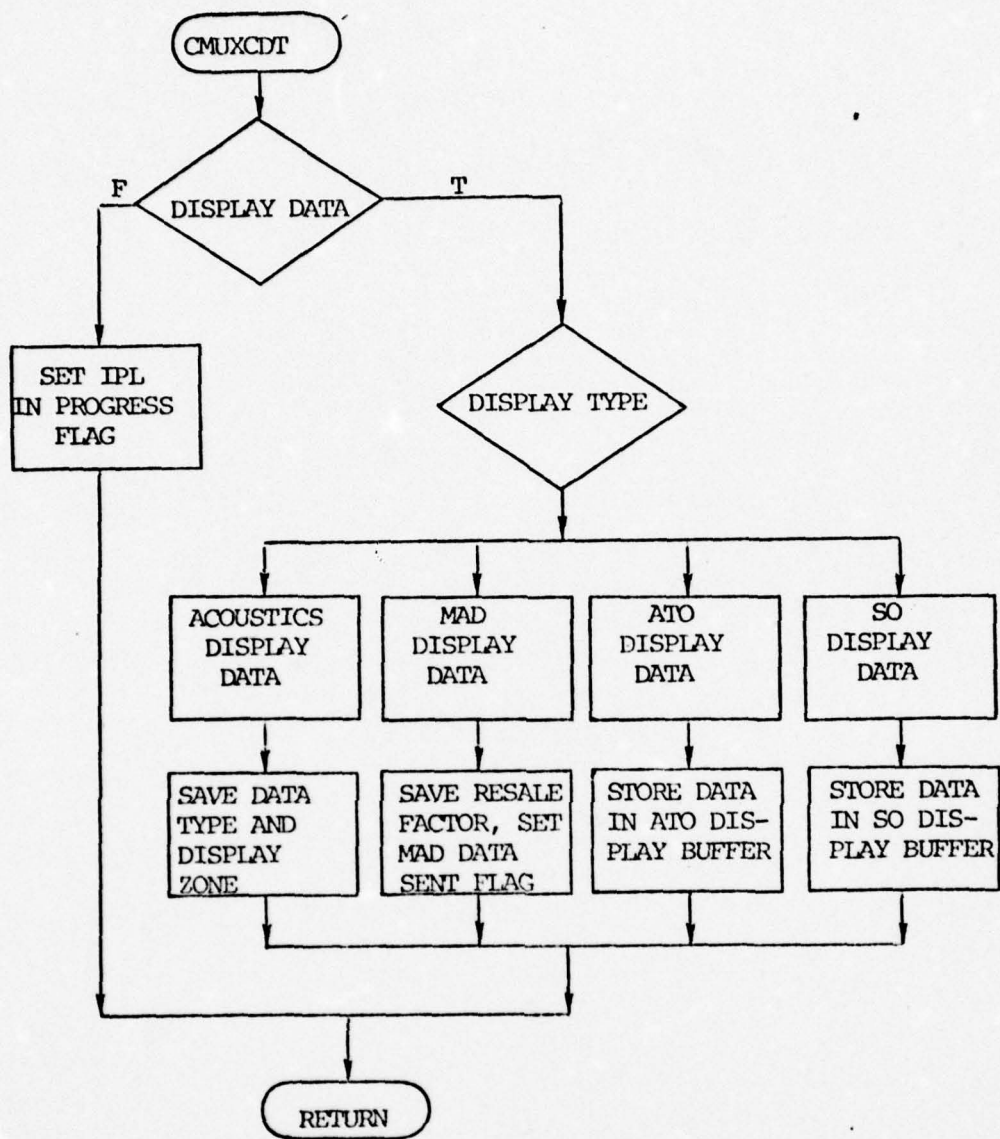 CMUXCDT
F
T
DISPLAY DATA
SET IPL
IN PROGRESS
FLAG
DISPLAY TYPE
ACOUSTICS
DISPLAY
DATA
MAD
DISPLAY
DATA
ATO
DISPLAY
DATA
SO
DISPLAY
DATA
SAVE DATA
TYPE AND
DISPLAY
ZONE
SAVE RESALE
FACTOR, SET
MAD DATA
SENT FLAG
STORE DATA
IN ATO DIS-
PLAY BUFFER
STORE DATA
IN SO DIS-
PLAY BUFFER
RETURN